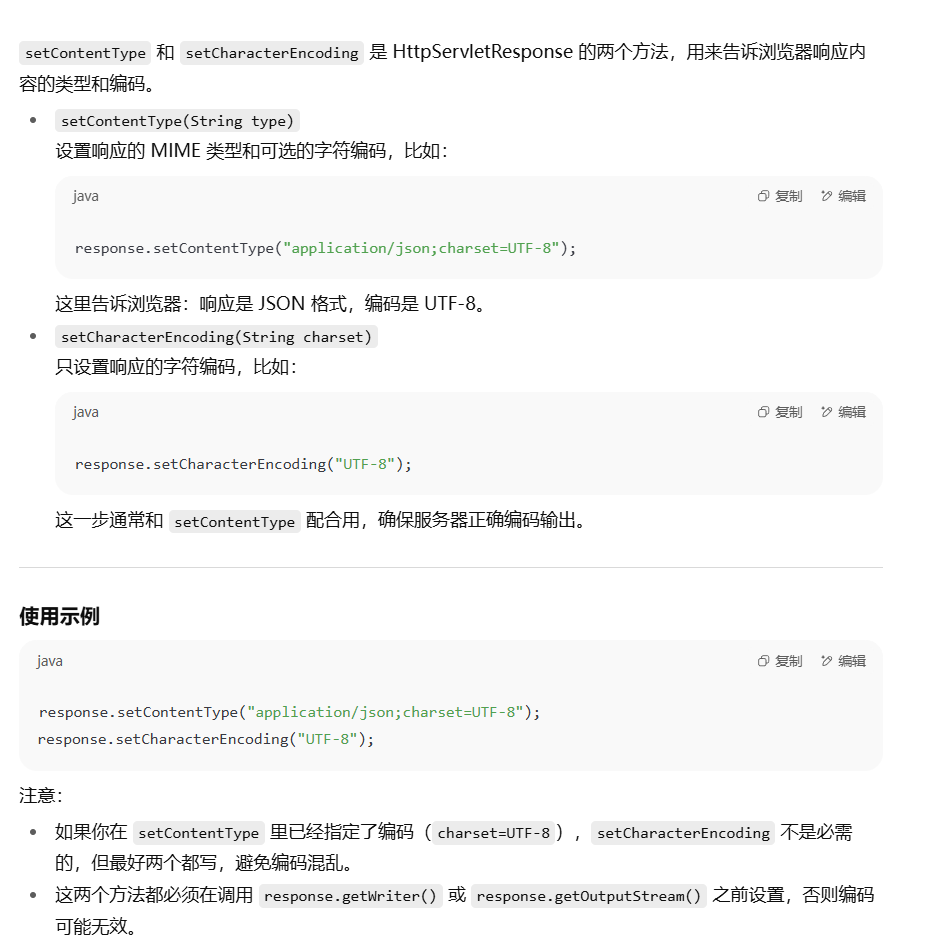 setContentType 和 setCharacterEncoding 是 HttpServletResponse 的两个方法，用来告诉浏览器响应内
容的类型和编码。
• setContentType(String type)
设置响应的 MIME 类型和可选的字符编码，比如：
java 复制 编辑
response.setContentType("application/json;charset=UTF-8");
这里告诉浏览器：响应是 JSON 格式，编码是 UTF-8。
• setCharacterEncoding(String charset)
只设置响应的字符编码，比如：
java 复制 编辑
response.setCharacterEncoding("UTF-8");
这一步通常和 setContentType 配合用，确保服务器正确编码输出。
使用示例
java 复制 编辑
response.setContentType("application/json;charset=UTF-8");
response.setCharacterEncoding("UTF-8");
注意：
• 如果你在 setContentType 里已经指定了编码（charset=UTF-8），setCharacterEncoding 不是必需
的，但最好两个都写，避免编码混乱。
• 这两个方法都必须在调用 response.getWriter() 或 response.getOutputStream() 之前设置，否则编码
可能无效。